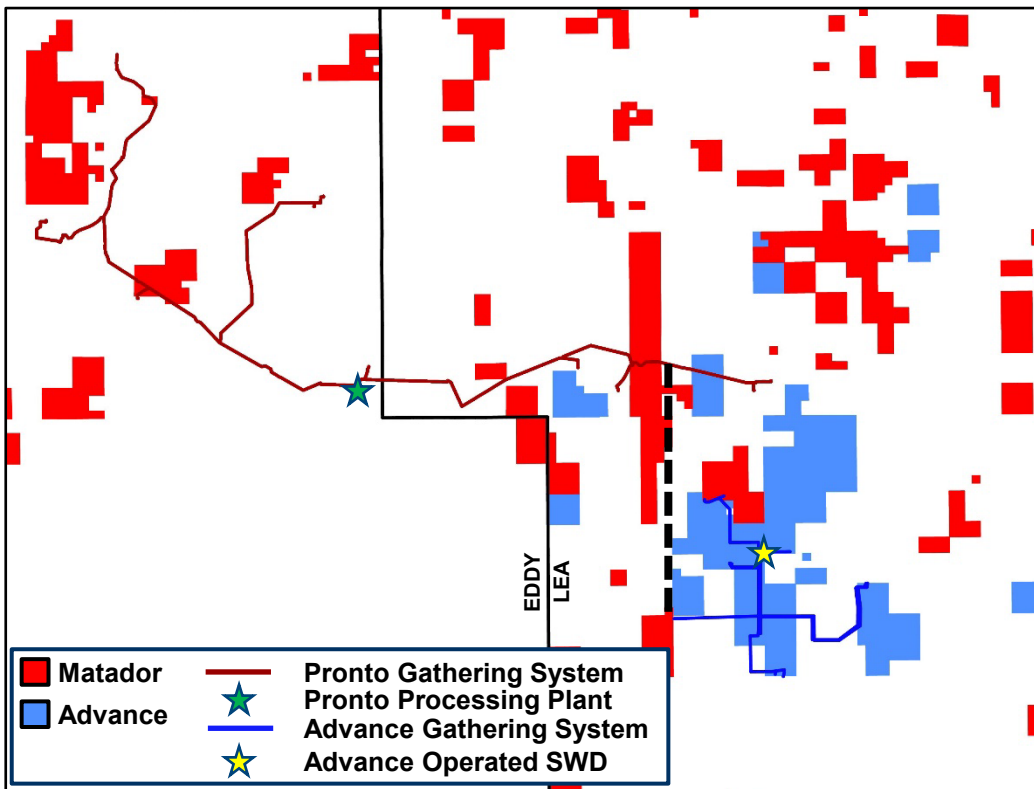 EDDY
LEA
Matador
Advance
Pronto Gathering System
Pronto Processing Plant
Advance Gathering System
Advance Operated SWD